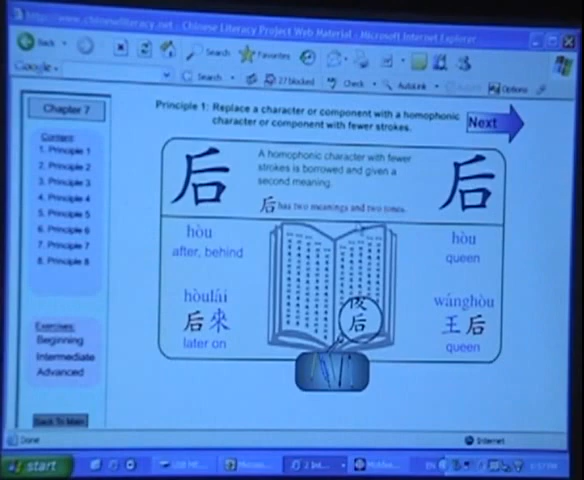 http://www.chineseliteracy.net - Chinese Literacy Project Web Material - Microsoft Internet Explorer
Back
Search
Favorites
Google
Search
27 blocked
Check
AutoLink
Options
Chapter 7
Content:
1. Principle 1
2. Principle 2
3. Principle 3
4. Principle 4
5. Principle 5
6. Principle 6
7. Principle 7
8. Principle 8
Exercises:
Beginning
Intermediate
Advanced
Back To Main
Principle 1: Replace a character or component with a homophonic
character or component with fewer strokes.
Next
后
A homophonic character with fewer
strokes is borrowed and given a
second meaning.
后 has two meanings and two tones.
后
hòu
after, behind
hòulái
后來
later on
后
hòu
queen
wánghòu
王后
queen
Done
Internet
start
EN